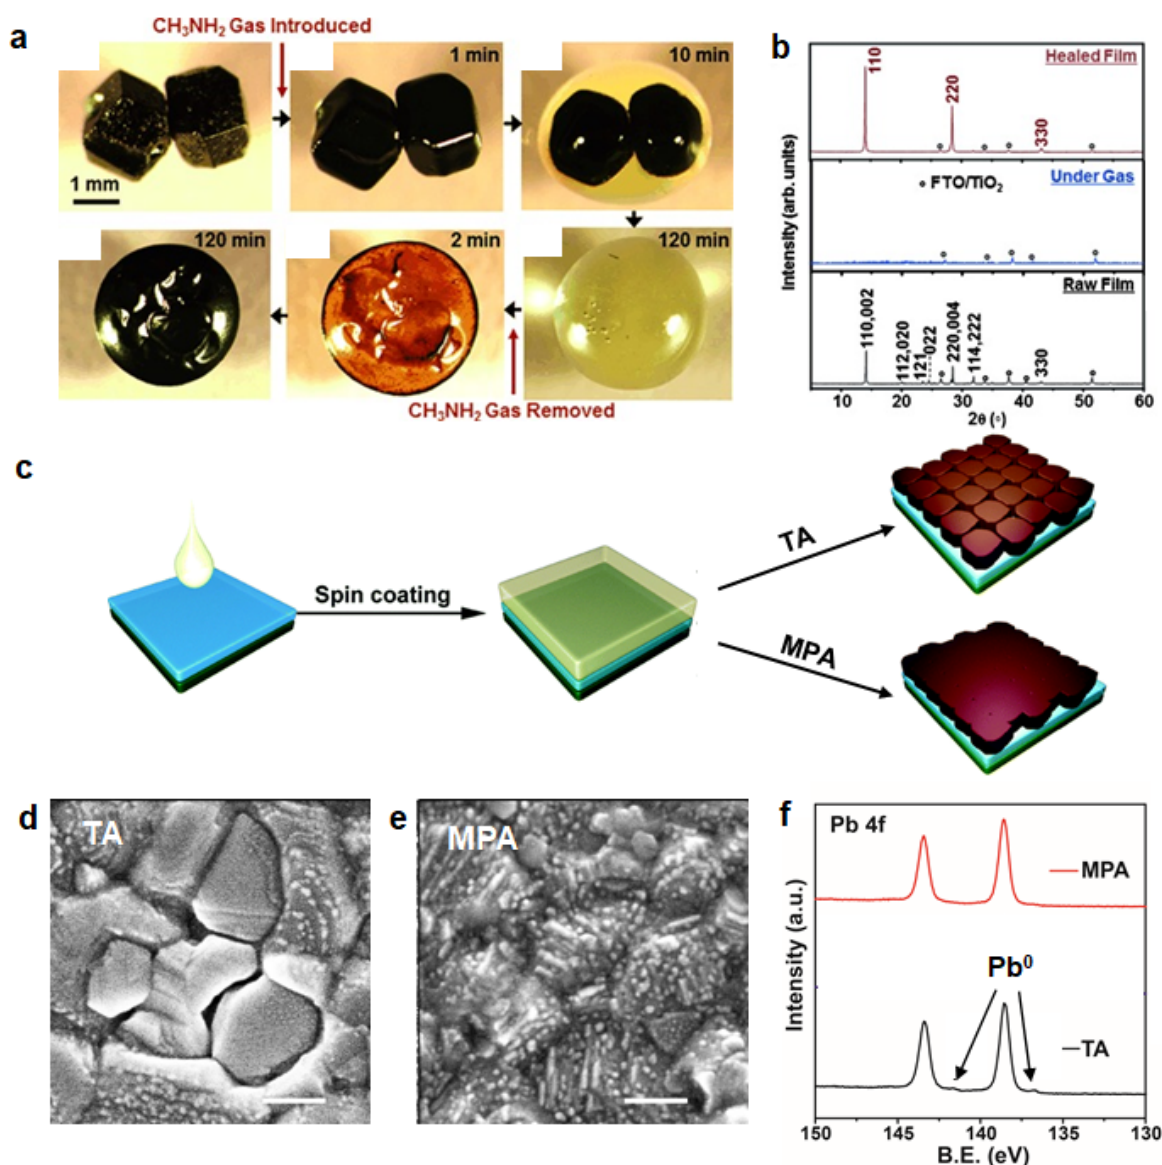 a
CH₃NH₂ Gas Introduced
1 min
10 min
1 mm
120 min
2 min
120 min
CH₃NH₂ Gas Removed
b
Healed Film
110
220
330
Under Gas
∘ FTO/TiO₂
Raw Film
110,002
112,020
121
022
220,004
114,222
330
Intensity (arb. units)
10 20 30 40 50 60
2θ (°)
c
Spin coating
TA
MPA
d
TA
e
MPA
f
Pb 4f
MPA
Pb⁰
TA
Intensity (a.u.)
150 145 140 135 130
B.E. (eV)